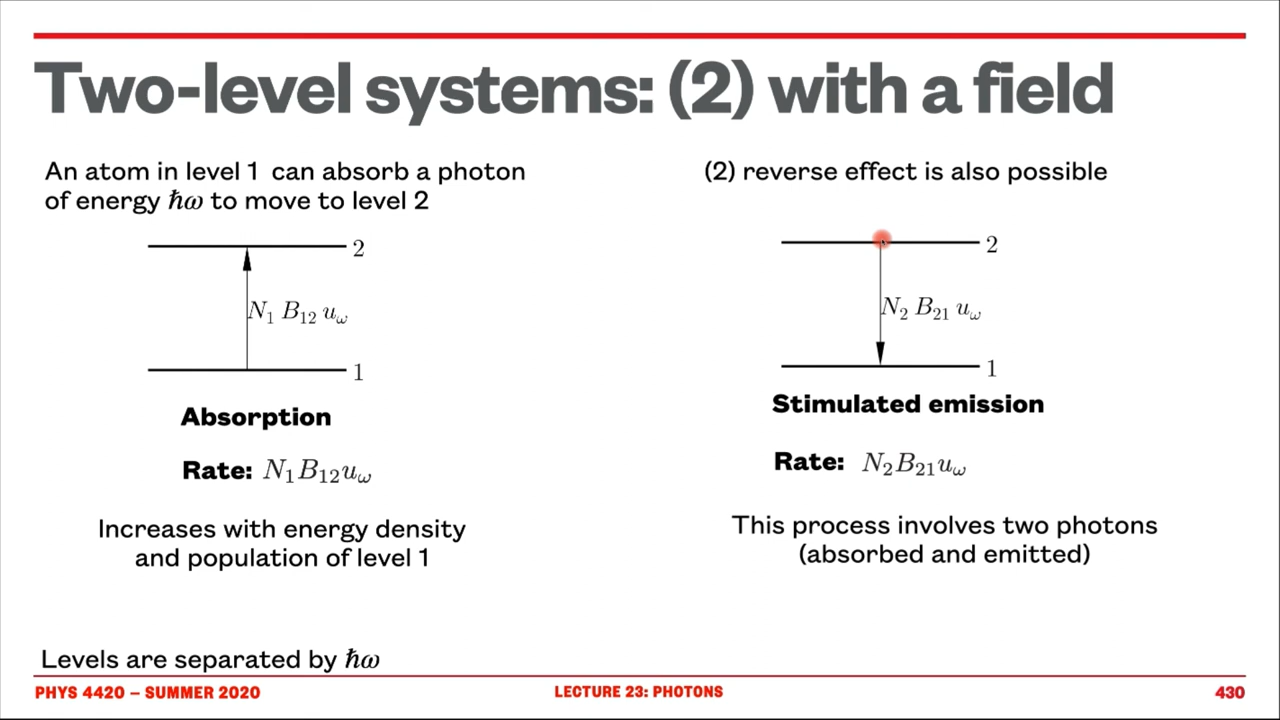 Two-level systems: (2) with a field
An atom in level 1 can absorb a photon
of energy ℏω to move to level 2
2
N₁ B₁₂ u_ω
1
Absorption
Rate: N₁B₁₂u_ω
Increases with energy density
and population of level 1
(2) reverse effect is also possible
2
N₂ B₂₁ u_ω
1
Stimulated emission
Rate: N₂B₂₁u_ω
This process involves two photons
(absorbed and emitted)
Levels are separated by ℏω
PHYS 4420 – SUMMER 2020
LECTURE 23: PHOTONS
430